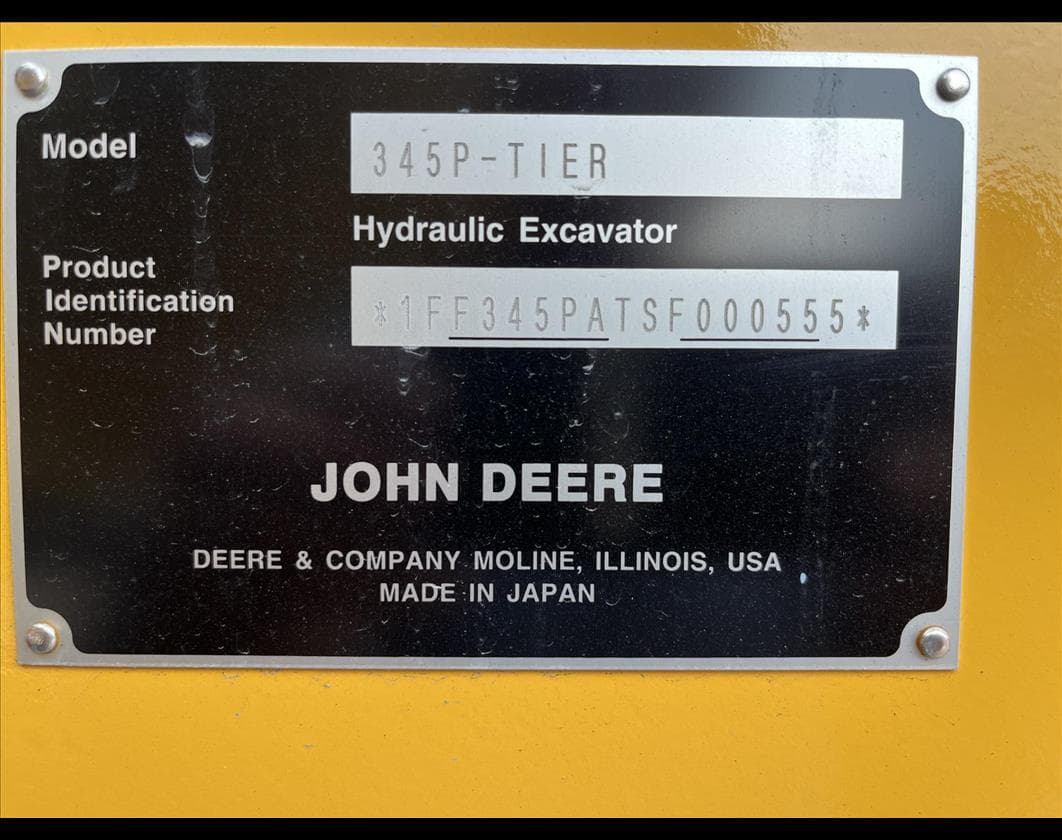 Model
345P-TIER
Hydraulic Excavator
Product
Identification
Number
*1FF345PATSF000555*
JOHN DEERE
DEERE & COMPANY MOLINE, ILLINOIS, USA
MADE IN JAPAN